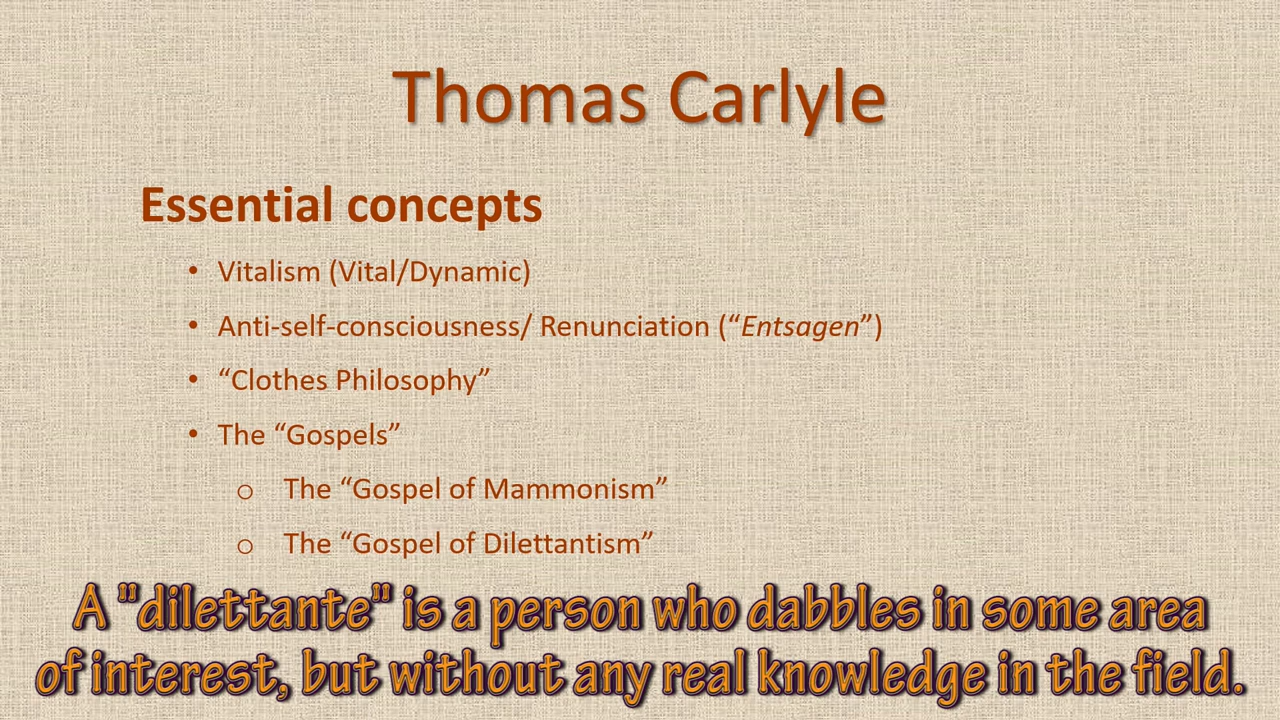 Thomas Carlyle
Essential concepts
• Vitalism (Vital/Dynamic)
• Anti-self-consciousness/ Renunciation (“Entsagen”)
• “Clothes Philosophy”
• The “Gospels”
o The “Gospel of Mammonism”
o The “Gospel of Dilettantism”
A "dilettante" is a person who dabbles in some area
of interest, but without any real knowledge in the field.